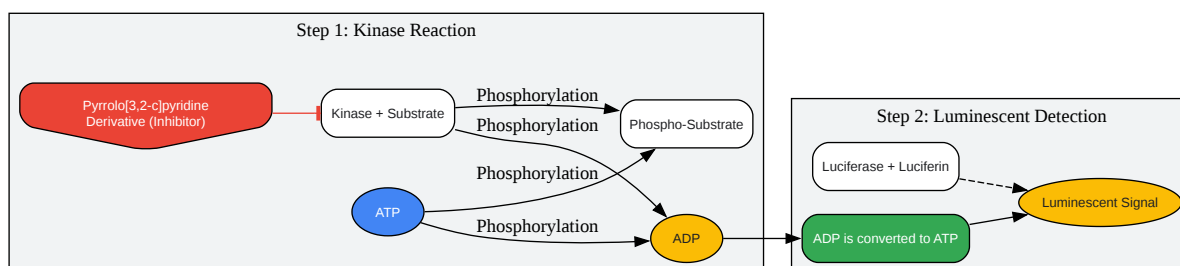 Step 1: Kinase Reaction
Pyrrolo[3,2-c]pyridine
Derivative (Inhibitor)
Kinase + Substrate
Phosphorylation
Phosphorylation
Phospho-Substrate
Phosphorylation
ATP
Phosphorylation
ADP
Step 2: Luminescent Detection
Luciferase + Luciferin
Luminescent Signal
ADP is converted to ATP